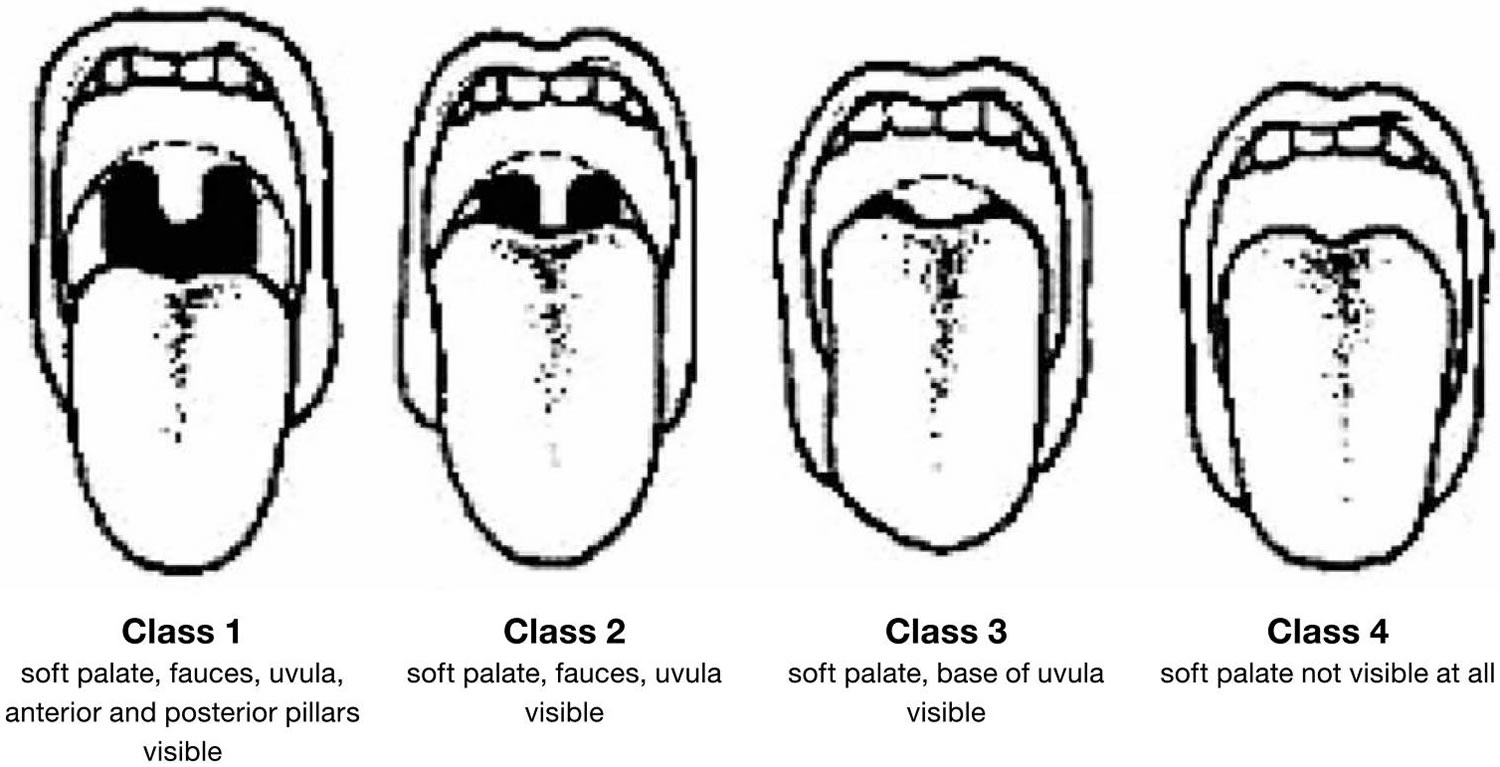 Class 1
soft palate, fauces, uvula,
anterior and posterior pillars
visible
Class 2
soft palate, fauces, uvula
visible
Class 3
soft palate, base of uvula
visible
Class 4
soft palate not visible at all